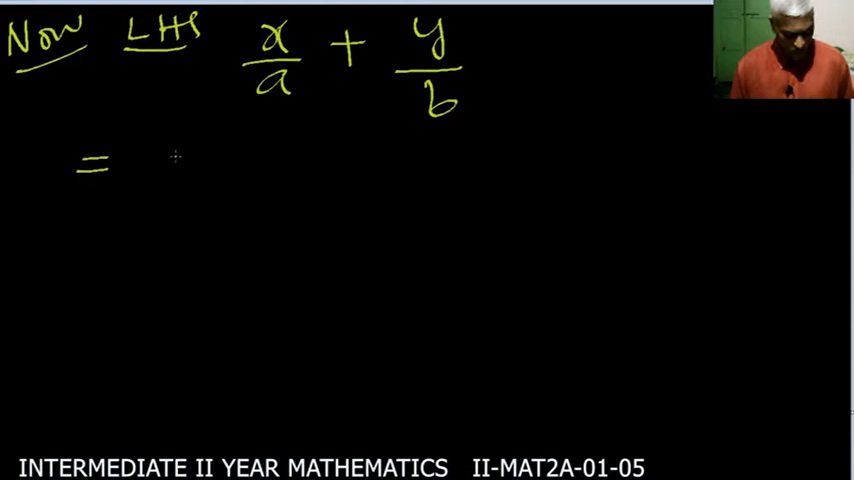 Now LHS x/a + y/b
=
INTERMEDIATE II YEAR MATHEMATICS II-MAT2A-01-05